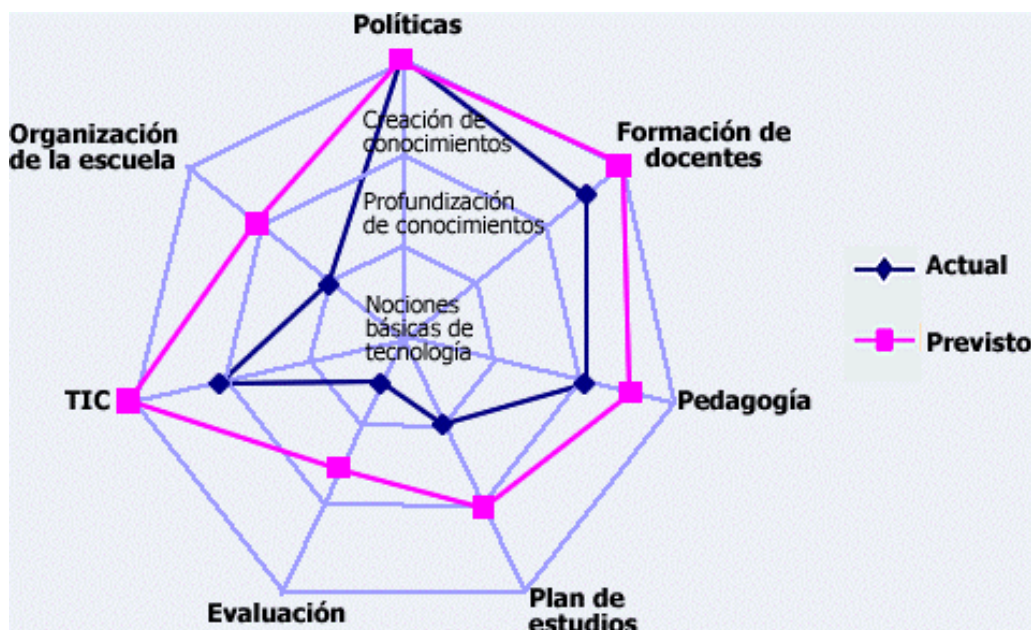 Políticas
Creación de
conocimientos
Organización
de la escuela
Formación de
docentes
Profundización
de conocimientos
Actual
Nociones
básicas de
tecnología
Previsto
TIC
Pedagogía
Evaluación
Plan de
estudios